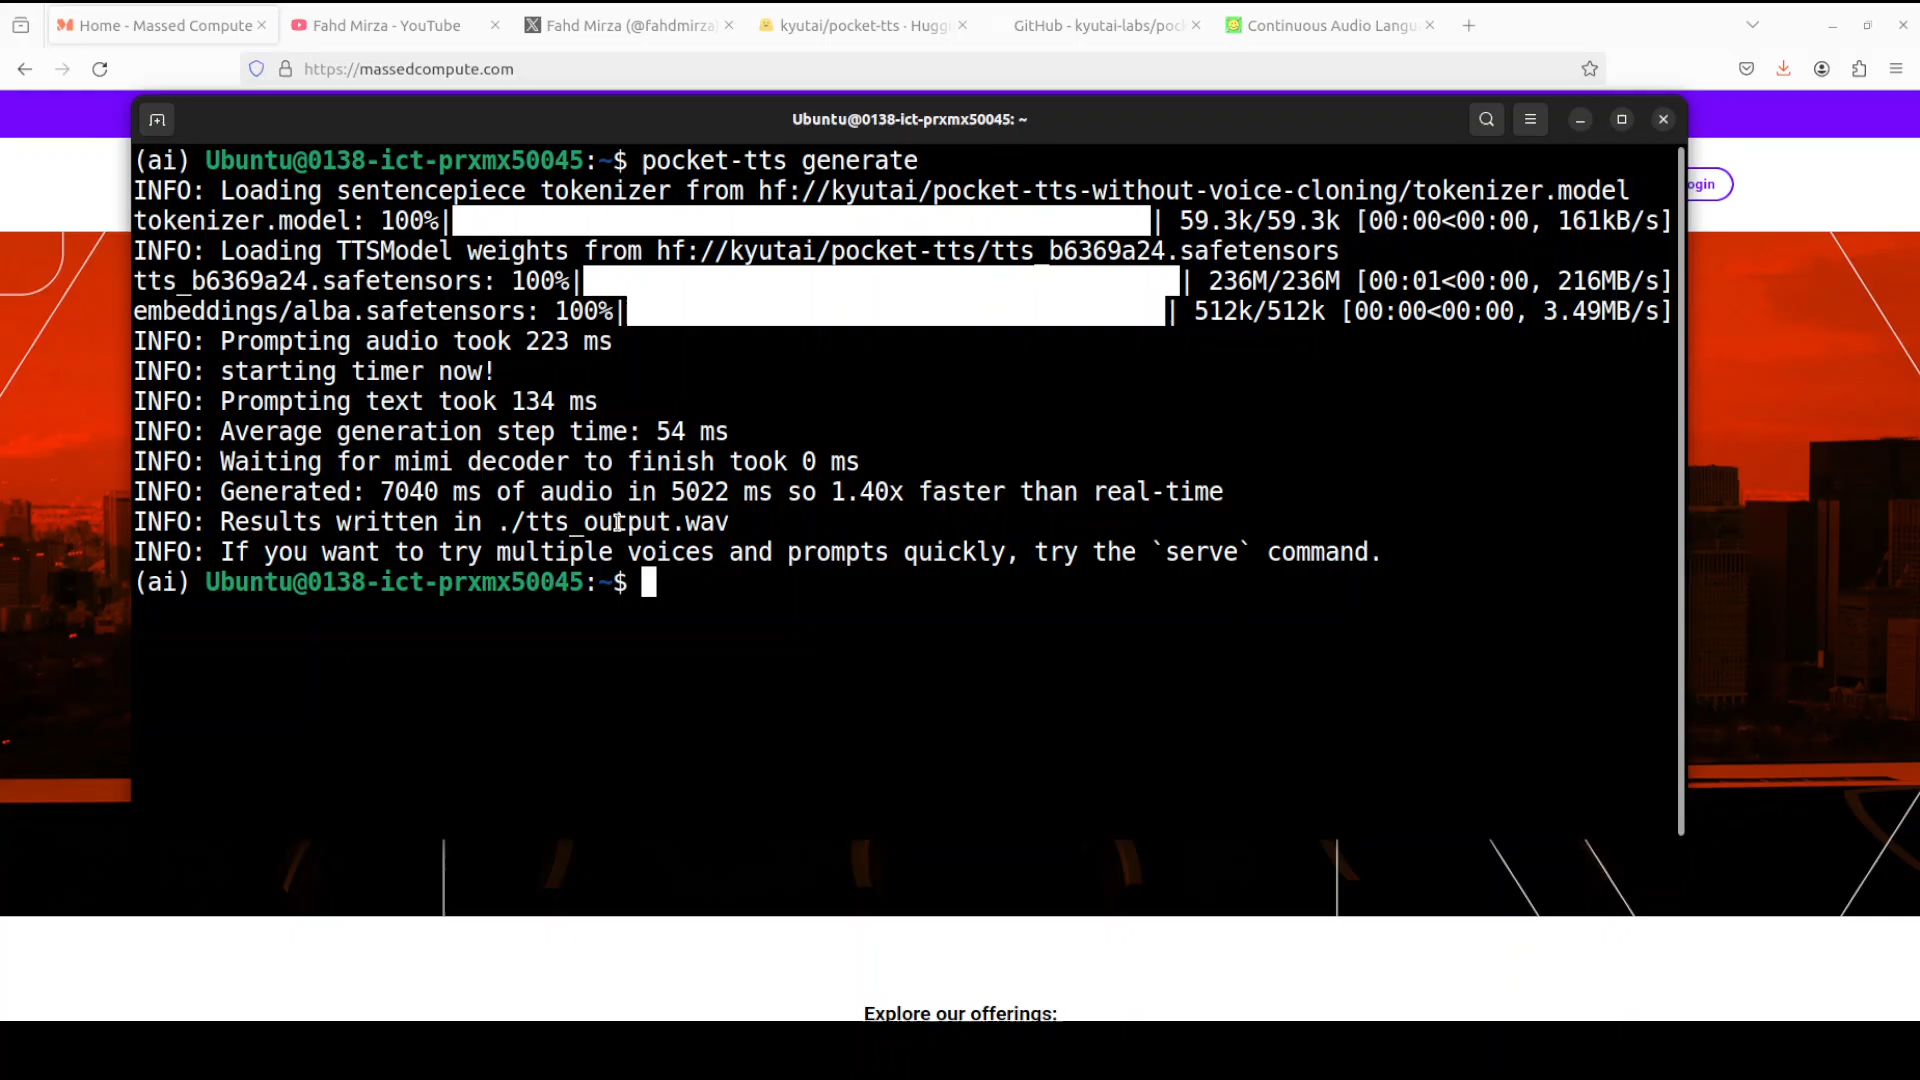 Home - Massed Compute
Fahd Mirza - YouTube
Fahd Mirza (@fahdmirza)
kyutai/pocket-tts · Huggi
GitHub - kyutai-labs/pock
Continuous Audio Langu
https://massedcompute.com
Ubuntu@0138-ict-prxmx50045: ~
ogin
(ai) Ubuntu@0138-ict-prxmx50045:~$ pocket-tts generate
INFO: Loading sentencepiece tokenizer from hf://kyutai/pocket-tts-without-voice-cloning/tokenizer.model
tokenizer.model: 100%| | 59.3k/59.3k [00:00<00:00, 161kB/s]
INFO: Loading TTSModel weights from hf://kyutai/pocket-tts/tts_b6369a24.safetensors
tts_b6369a24.safetensors: 100%| | 236M/236M [00:01<00:00, 216MB/s]
embeddings/alba.safetensors: 100%| | 512k/512k [00:00<00:00, 3.49MB/s]
INFO: Prompting audio took 223 ms
INFO: starting timer now!
INFO: Prompting text took 134 ms
INFO: Average generation step time: 54 ms
INFO: Waiting for mimi decoder to finish took 0 ms
INFO: Generated: 7040 ms of audio in 5022 ms so 1.40x faster than real-time
INFO: Results written in ./tts_output.wav
INFO: If you want to try multiple voices and prompts quickly, try the `serve` command.
(ai) Ubuntu@0138-ict-prxmx50045:~$
Explore our offerings: